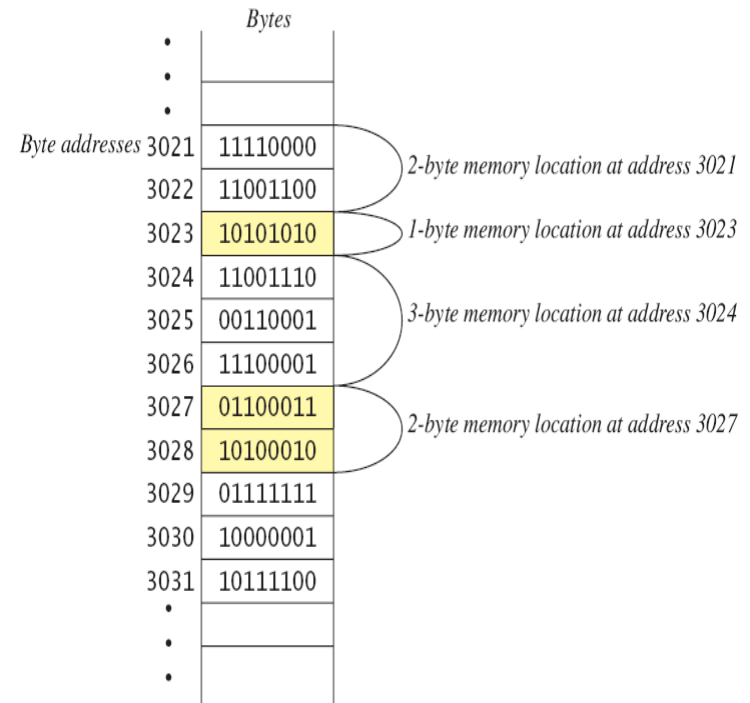 Bytes
Byte addresses 3021 11110000
2-byte memory location at address 3021
3022 11001100
3023 10101010 1-byte memory location at address 3023
3024 11001110
3025 00110001 3-byte memory location at address 3024
3026 11100001
3027 01100011 2-byte memory location at address 3027
3028 10100010
3029 01111111
3030 10000001
3031 10111100